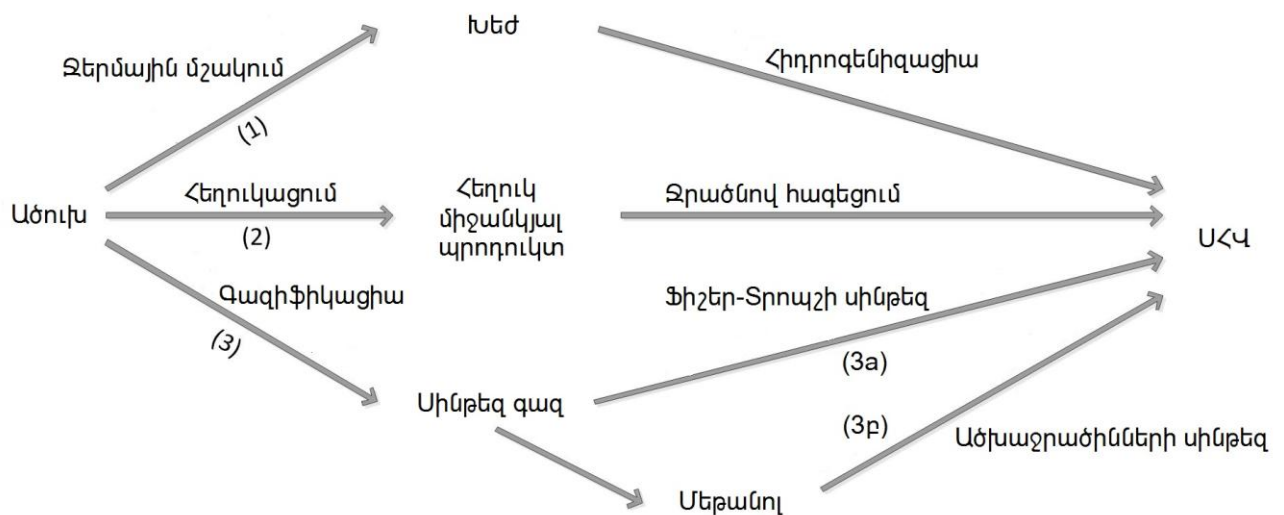 Խեժ
Ջերմային մշակում
Հիդրոգենիզացիա
(1)
Ածուխ
Հեղուկացում
(2)
Հեղուկ
միջանկյալ
պրոդուկտ
Ջրածնով հագեցում
ՍՀՎ
Գազիֆիկացիա
(3)
Ֆիշեր-Տրոպշի սինթեզ
(3a)
Սինթեզ գազ
(3բ)
Ածխաջրածինների սինթեզ
Մեթանոլ